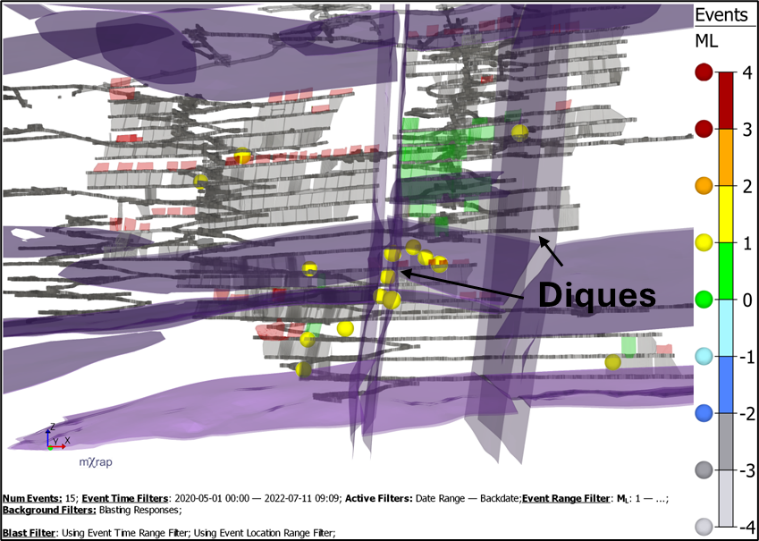 Events
ML
4
3
2
1
0
-1
-2
-3
-4
Diques
Z
Y X
mXrap
Num Events: 15; Event Time Filters: 2020-05-01 00:00 — 2022-07-11 09:09; Active Filters: Date Range — Backdate;Event Range Filter: ML: 1 — ...;
Background Filters: Blasting Responses;
Blast Filter: Using Event Time Range Filter; Using Event Location Range Filter;